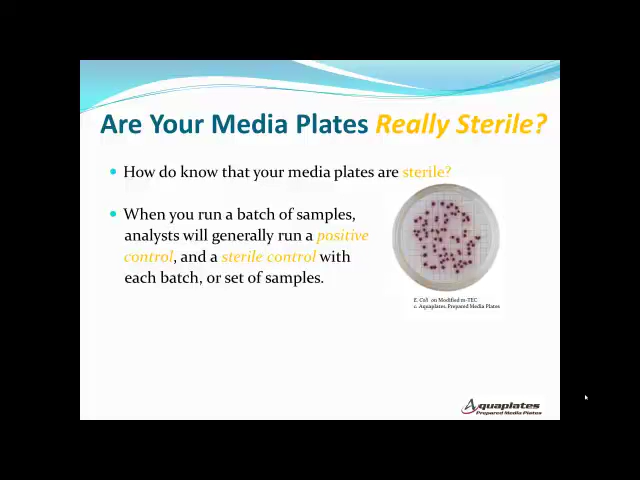 Are Your Media Plates Really Sterile?
How do know that your media plates are sterile?
When you run a batch of samples,
analysts will generally run a positive
control, and a sterile control with
each batch, or set of samples.
E. Coli on Modified m-TEC
c. Aquaplates. Prepared Media Plates
Aquaplates
Prepared Media Plates